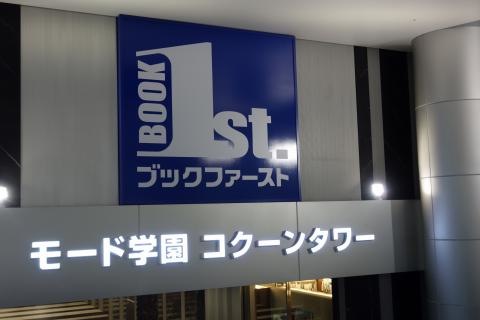 BOOK 1st.
ブックファースト
モード学園 コクーンタワー